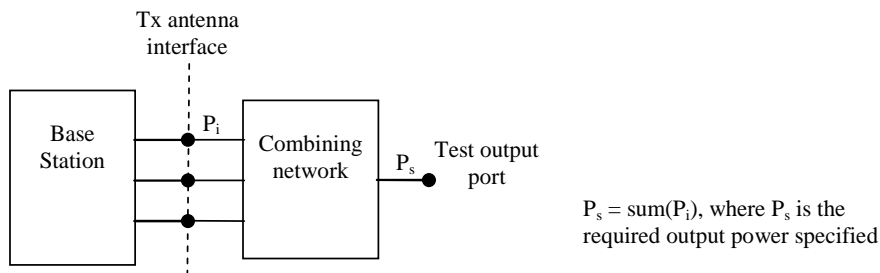 Tx antenna
interface
Base
Station
P_i
Combining
network
P_s
Test output
port
P_s = sum(P_i), where P_s is the
required output power specified